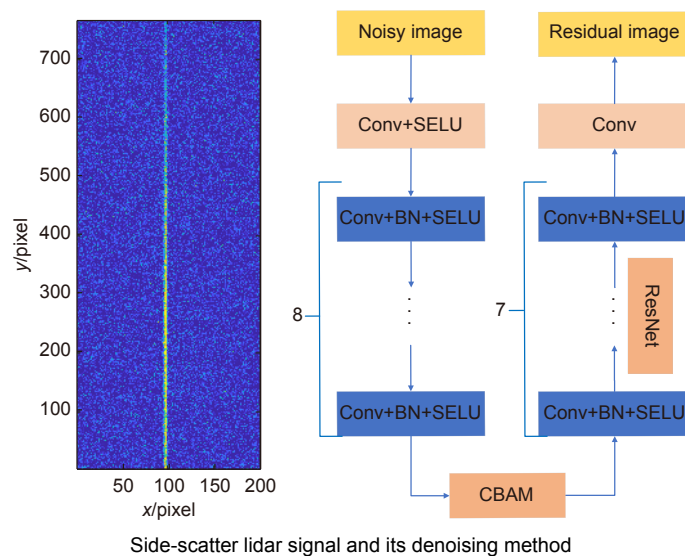 700
600
500
400
300
200
100
y/pixel
50
100
150
200
x/pixel
Noisy image
Conv+SELU
8
Conv+BN+SELU
Conv+BN+SELU
CBAM
Residual image
Conv
7
Conv+BN+SELU
ResNet
Conv+BN+SELU
Side-scatter lidar signal and its denoising method